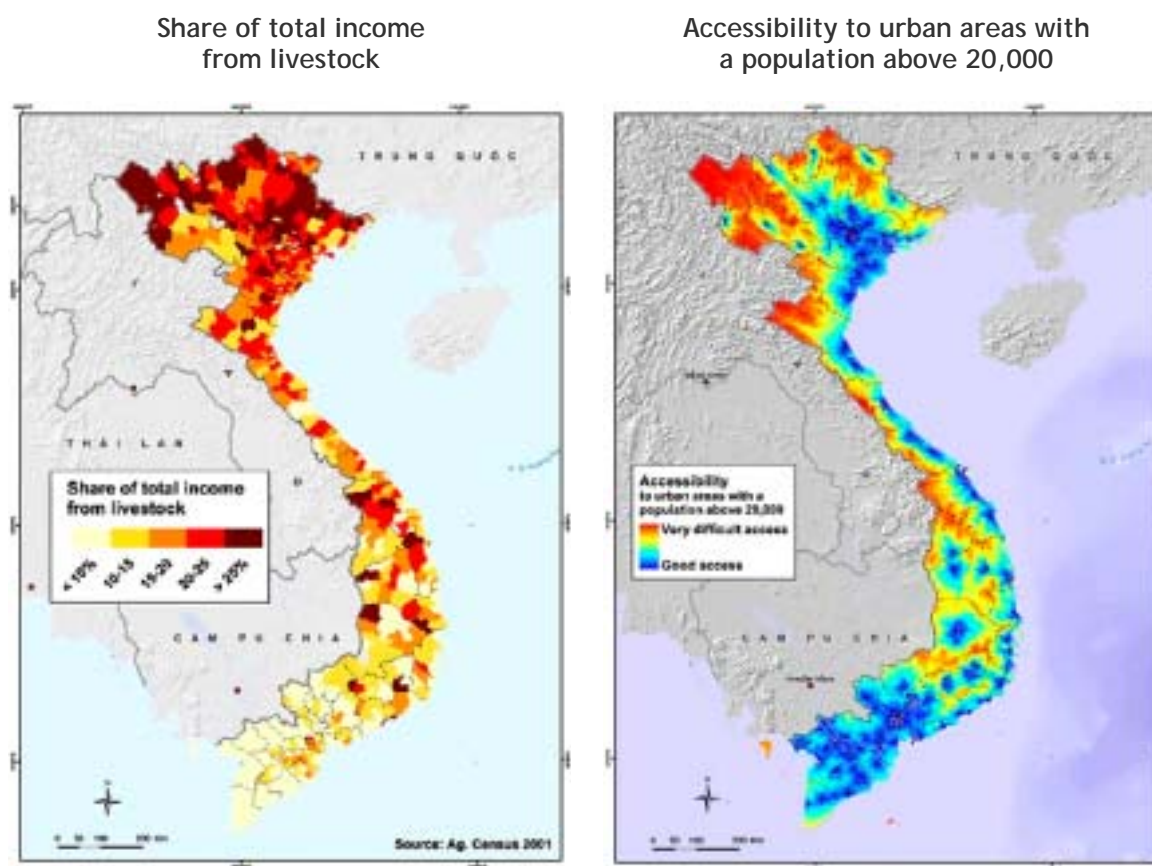 Share of total income
from livestock
Accessibility to urban areas with
a population above 20,000
TRUNG QUỐC
THÁI LAN
Share of total income
from livestock
< 10%
10-15
15-20
20-25
> 25%
CAM PU CHIA
Source: Ag. Census 2001
TRUNG QUỐC
Accessibility
to urban areas with a
population above 20,000
Very difficult access
Good access
CAM PU CHIA